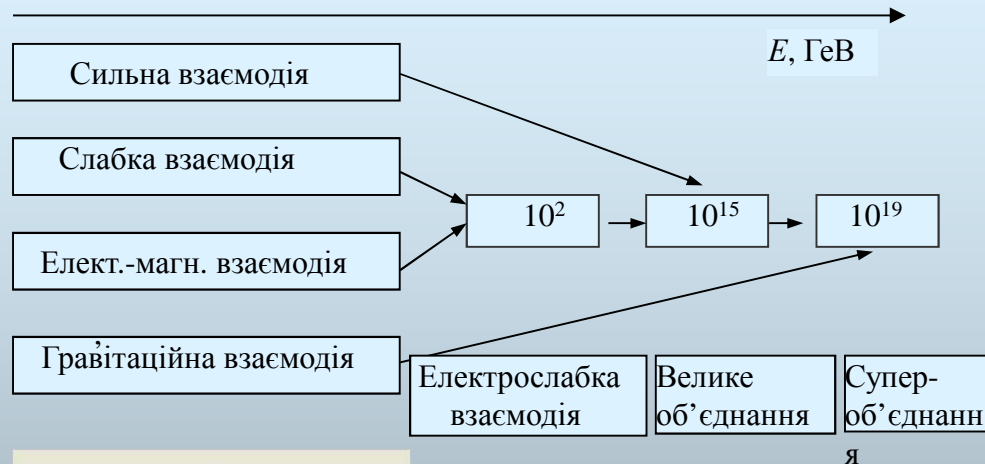 E, ГеВ
Сильна взаємодія
Слабка взаємодія
10² 10¹⁵ 10¹⁹
Елект.-магн. взаємодія
Гравітаційна взаємодія
Електрослабка
взаємодія
Велике
об’єднання
Супер-
об’єднанн
я